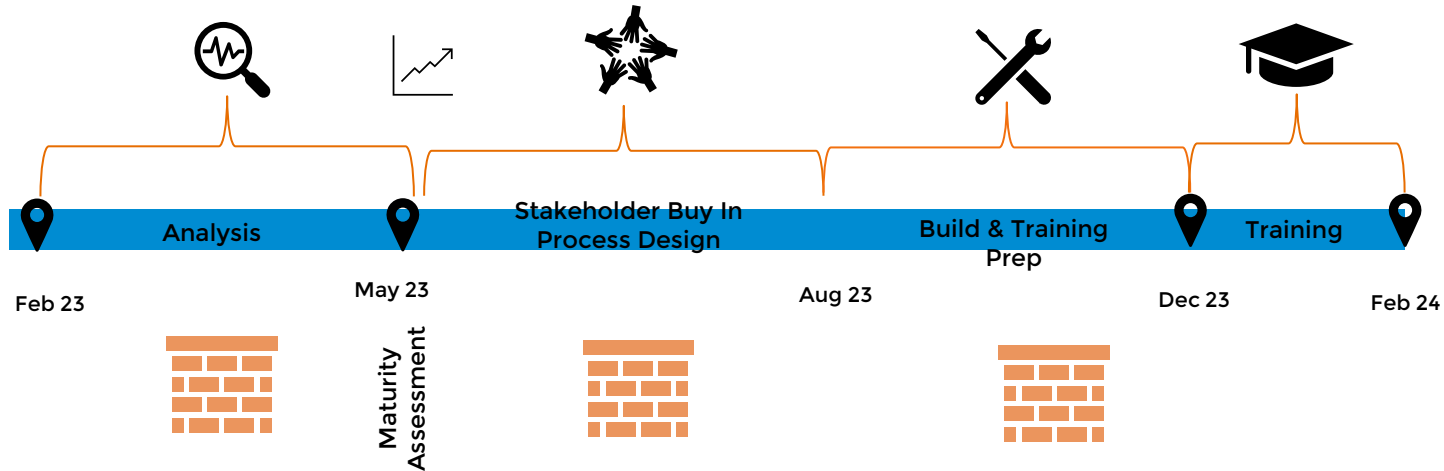 Analysis
Stakeholder Buy In
Process Design
Build & Training
Prep
Training
Feb 23
May 23
Aug 23
Dec 23
Feb 24
Maturity
Assessment